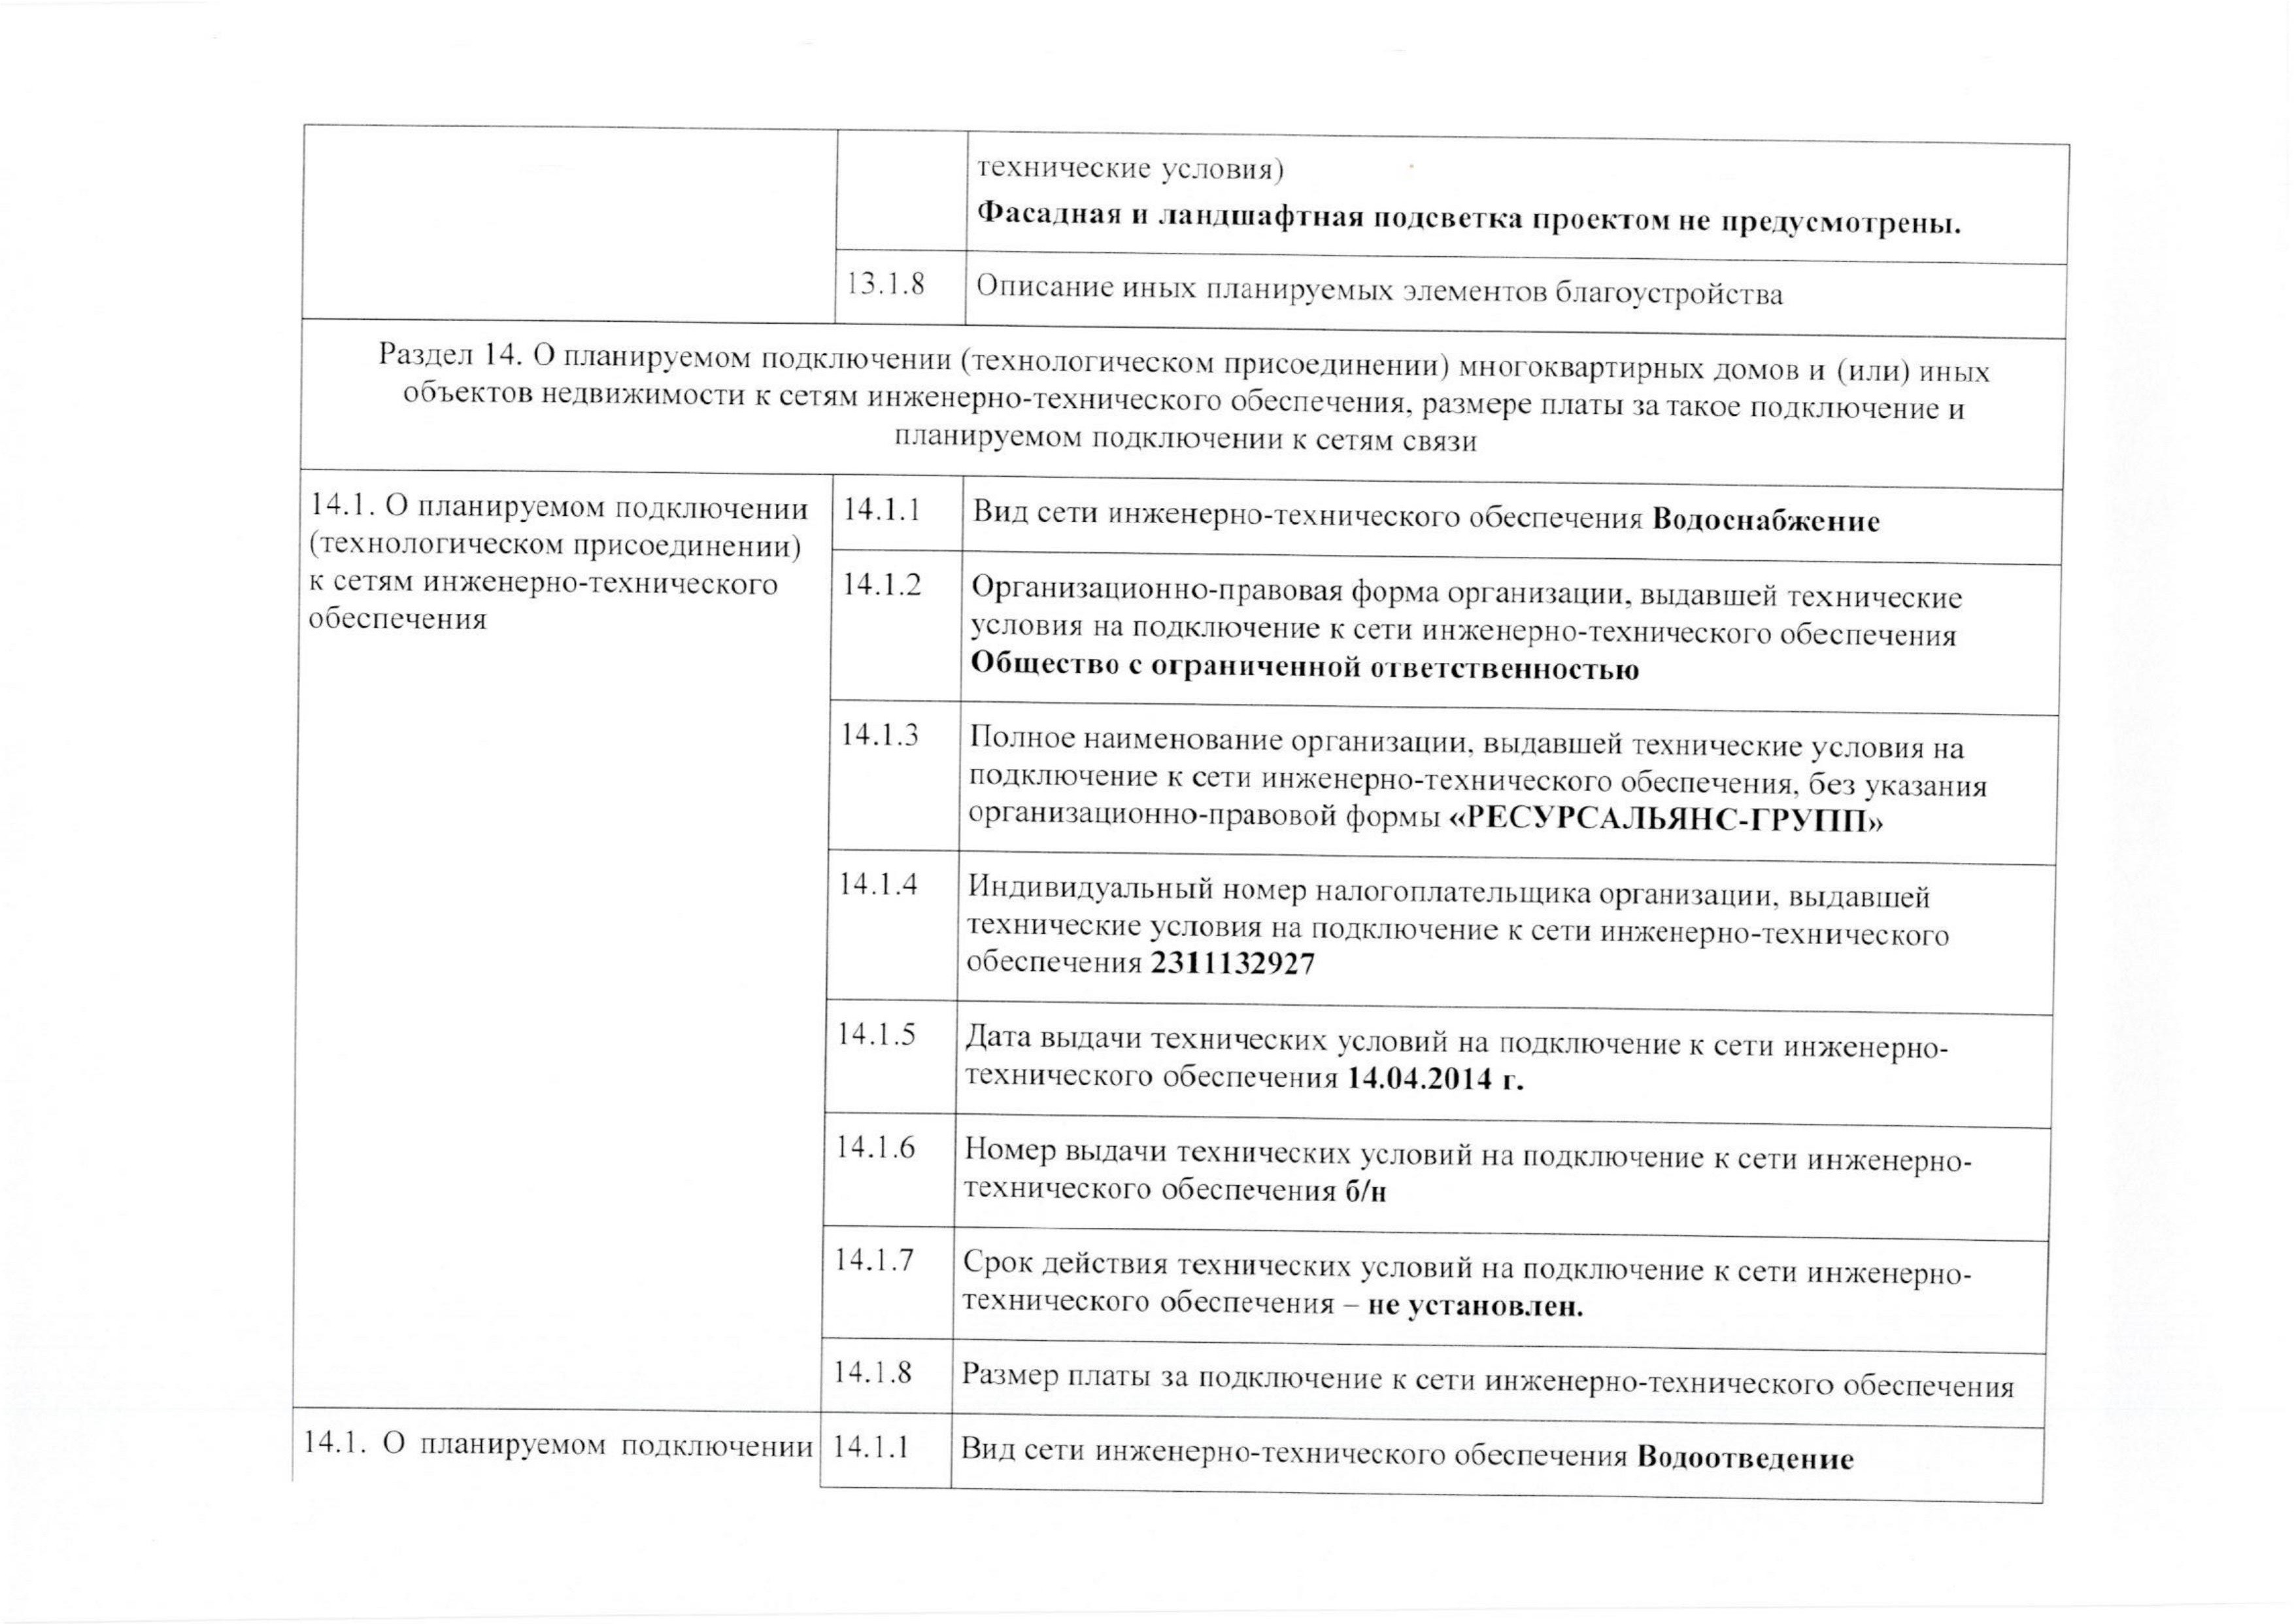 технические условия)
Фасадная и ландшафтная подсветка проектом не предусмотрены.
13.1.8 Описание иных планируемых элементов благоустройства
Раздел 14. О планируемом подключении (технологическом присоединении) многоквартирных домов и (или) иных
объектов недвижимости к сетям инженерно-технического обеспечения, размере платы за такое подключение и
планируемом подключении к сетям связи
14.1. О планируемом подключении
(технологическом присоединении)
к сетям инженерно-технического
обеспечения
14.1.1 Вид сети инженерно-технического обеспечения Водоснабжение
14.1.2 Организационно-правовая форма организации, выдавшей технические
условия на подключение к сети инженерно-технического обеспечения
Общество с ограниченной ответственностью
14.1.3 Полное наименование организации, выдавшей технические условия на
подключение к сети инженерно-технического обеспечения, без указания
организационно-правовой формы «РЕСУРСАЛЬЯНС-ГРУПП»
14.1.4 Индивидуальный номер налогоплательщика организации, выдавшей
технические условия на подключение к сети инженерно-технического
обеспечения 2311132927
14.1.5 Дата выдачи технических условий на подключение к сети инженерно-
технического обеспечения 14.04.2014 г.
14.1.6 Номер выдачи технических условий на подключение к сети инженерно-
технического обеспечения б/н
14.1.7 Срок действия технических условий на подключение к сети инженерно-
технического обеспечения – не установлен.
14.1.8 Размер платы за подключение к сети инженерно-технического обеспечения
14.1. О планируемом подключении 14.1.1 Вид сети инженерно-технического обеспечения Водоотведение